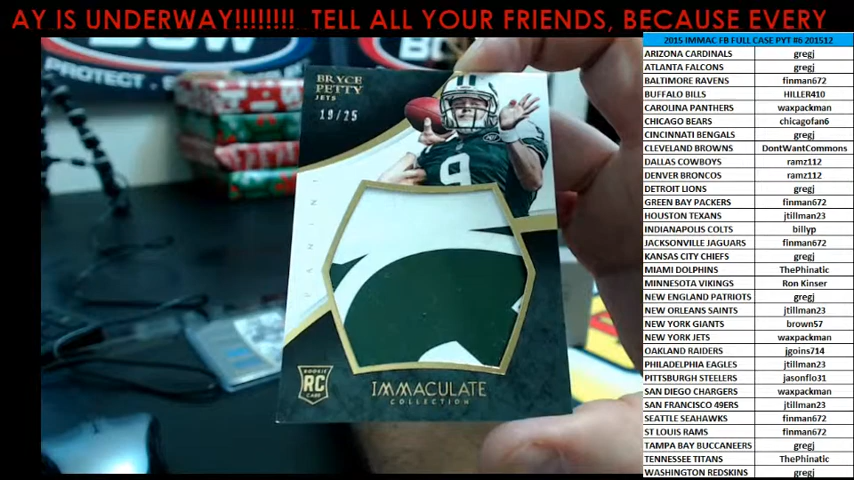 AY IS UNDERWAY!!!!!!!!  TELL ALL YOUR FRIENDS, BECAUSE EVERY
2015 IMMAC FB FULL CASE PYT #6 201512
ARIZONA CARDINALS gregj
ATLANTA FALCONS gregj
BALTIMORE RAVENS finman672
BUFFALO BILLS HILLER410
CAROLINA PANTHERS waxpackman
CHICAGO BEARS chicagofan6
CINCINNATI BENGALS gregj
CLEVELAND BROWNS DontWantCommons
DALLAS COWBOYS ramz112
DENVER BRONCOS ramz112
DETROIT LIONS gregj
GREEN BAY PACKERS finman672
HOUSTON TEXANS jtillman23
INDIANAPOLIS COLTS billyp
JACKSONVILLE JAGUARS finman672
KANSAS CITY CHIEFS gregj
MIAMI DOLPHINS ThePhinatic
MINNESOTA VIKINGS Ron Kinser
NEW ENGLAND PATRIOTS gregj
NEW ORLEANS SAINTS jtillman23
NEW YORK GIANTS brown57
NEW YORK JETS waxpackman
OAKLAND RAIDERS jgoins714
PHILADELPHIA EAGLES jtillman23
PITTSBURGH STEELERS jasonflo31
SAN DIEGO CHARGERS waxpackman
SAN FRANCISCO 49ERS jtillman23
SEATTLE SEAHAWKS finman672
ST LOUIS RAMS finman672
TAMPA BAY BUCCANEERS gregj
TENNESSEE TITANS ThePhinatic
WASHINGTON REDSKINS gregj
PROTECT
BRYCE
PETTY
JETS
19/25
9
PANINI
ROOKIE
RC
CARD
IMMACULATE
COLLECTION